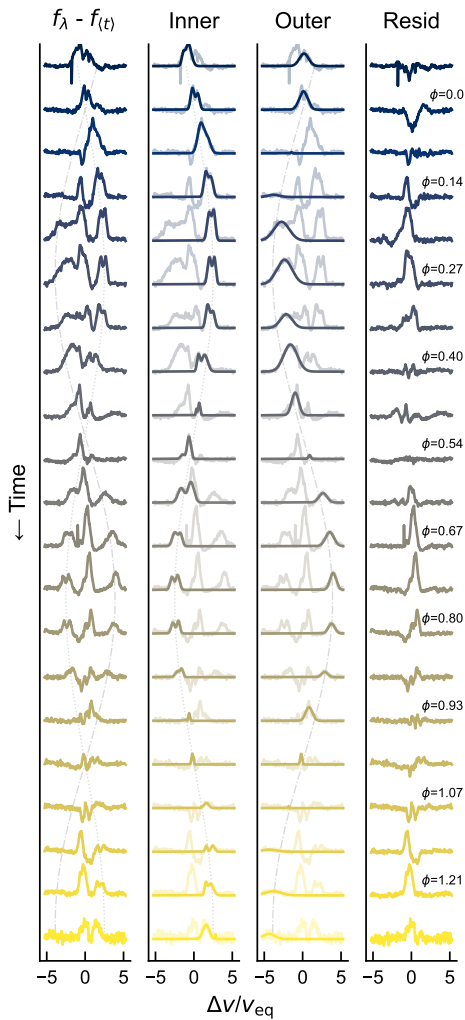 f_λ - f_⟨t⟩ Inner Outer Resid
ϕ=0.0
ϕ=0.14
ϕ=0.27
ϕ=0.40
ϕ=0.54
← Time
ϕ=0.67
ϕ=0.80
ϕ=0.93
ϕ=1.07
ϕ=1.21
−5 0 5 −5 0 5 −5 0 5 −5 0 5
Δv/v_eq